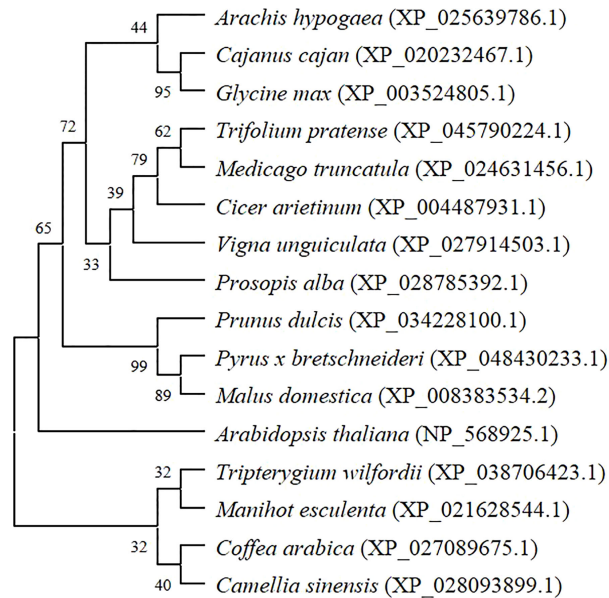 44
Arachis hypogaea (XP_025639786.1)
Cajanus cajan (XP_020232467.1)
95
Glycine max (XP_003524805.1)
72
62
Trifolium pratense (XP_045790224.1)
79
Medicago truncatula (XP_024631456.1)
39
Cicer arietinum (XP_004487931.1)
65
Vigna unguiculata (XP_027914503.1)
33
Prosopis alba (XP_028785392.1)
Prunus dulcis (XP_034228100.1)
99
Pyrus x bretschneideri (XP_048430233.1)
89
Malus domestica (XP_008383534.2)
Arabidopsis thaliana (NP_568925.1)
32
Tripterygium wilfordii (XP_038706423.1)
Manihot esculenta (XP_021628544.1)
32
Coffea arabica (XP_027089675.1)
40
Camellia sinensis (XP_028093899.1)